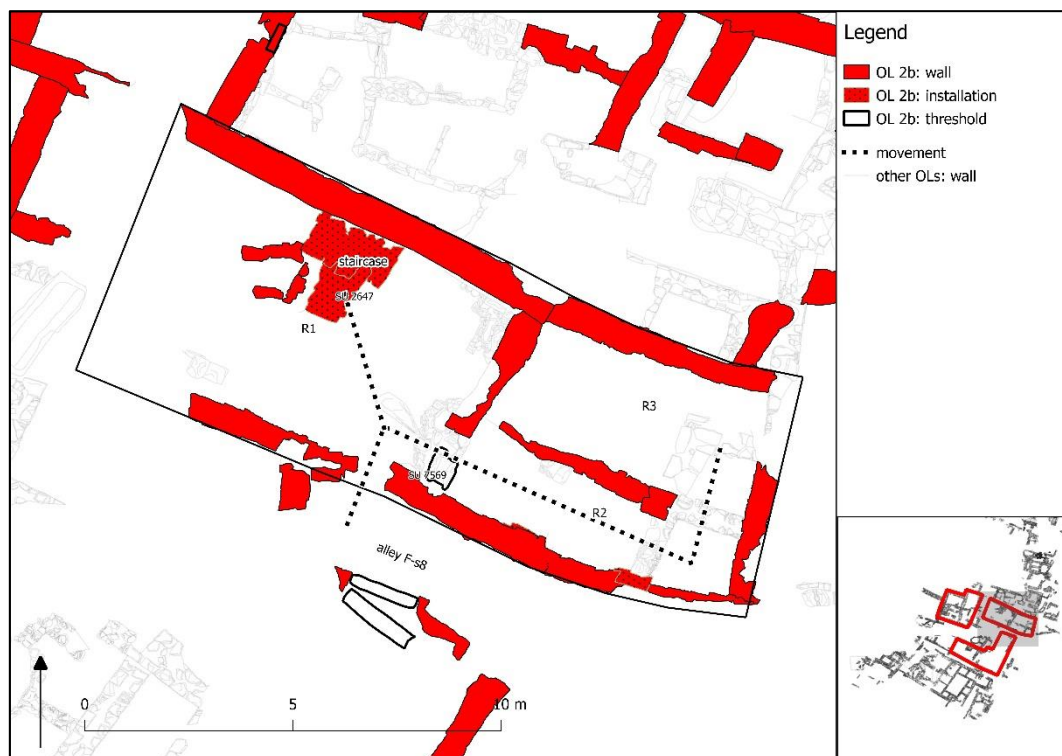 Legend
OL 2b: wall
OL 2b: installation
OL 2b: threshold
movement
other OLs: wall
staircase
SU 2647
R1
R3
SU 2569
R2
alley F-s8
0 5 10 m